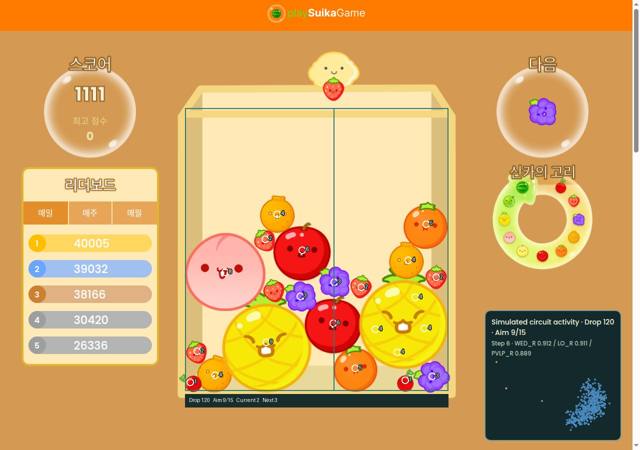 playSuikaGame
스코어
1111
최고 점수
0
리더보드
매일 매주 매월
1 40005
2 39032
3 38166
4 30420
5 26336
다음
신카의 고리
Simulated circuit activity · Drop 120
· Aim 9/15
Step 6 · WED_R 0.912 / LO_R 0.911 /
PVLP_R 0.889
Drop 120 Aim 9/15 Current 2 Next 3